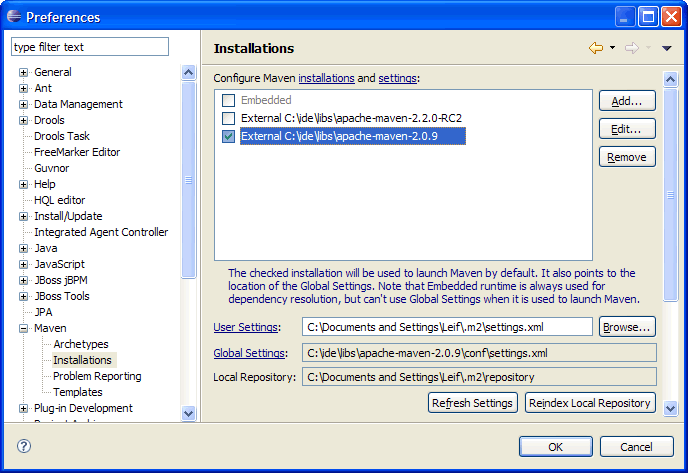 Preferences
type filter text
General
Ant
Data Management
Drools
Drools Task
FreeMarker Editor
Guvnor
Help
HQL editor
Install/Update
Integrated Agent Controller
Java
JavaScript
JBoss jBPM
JBoss Tools
JPA
Maven
Archetypes
Installations
Problem Reporting
Templates
Plug-in Development
Installations
Configure Maven installations and settings:
Embedded
External C:\ide\libs\apache-maven-2.2.0-RC2
External C:\ide\libs\apache-maven-2.0.9
Add...
Edit...
Remove
The checked installation will be used to launch Maven by default. It also points to the
location of the Global Settings. Note that Embedded runtime is always used for
dependency resolution, but can't use Global Settings when it is used to launch Maven.
User Settings: C:\Documents and Settings\Leif\.m2\settings.xml Browse...
Global Settings: C:\ide\libs\apache-maven-2.0.9\conf\settings.xml
Local Repository: C:\Documents and Settings\Leif\.m2\repository
Refresh Settings Reindex Local Repository
OK Cancel